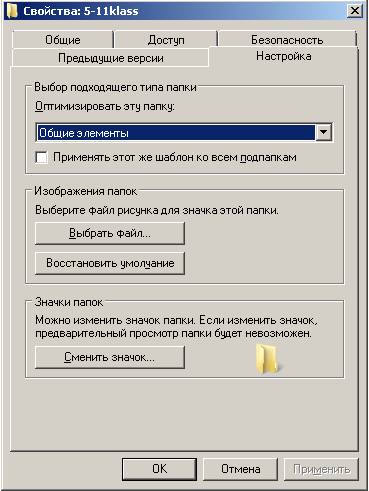 Свойства: 5-11klass
Общие
Доступ
Безопасность
Предыдущие версии
Настройка
Выбор подходящего типа папки
Оптимизировать эту папку:
Общие элементы
Применять этот же шаблон ко всем подпапкам
Изображения папок
Выберите файл рисунка для значка этой папки.
Выбрать файл...
Восстановить умолчание
Значки папок
Можно изменить значок папки. Если изменить значок,
предварительный просмотр папки будет невозможен.
Сменить значок...
OK
Отмена
Применить